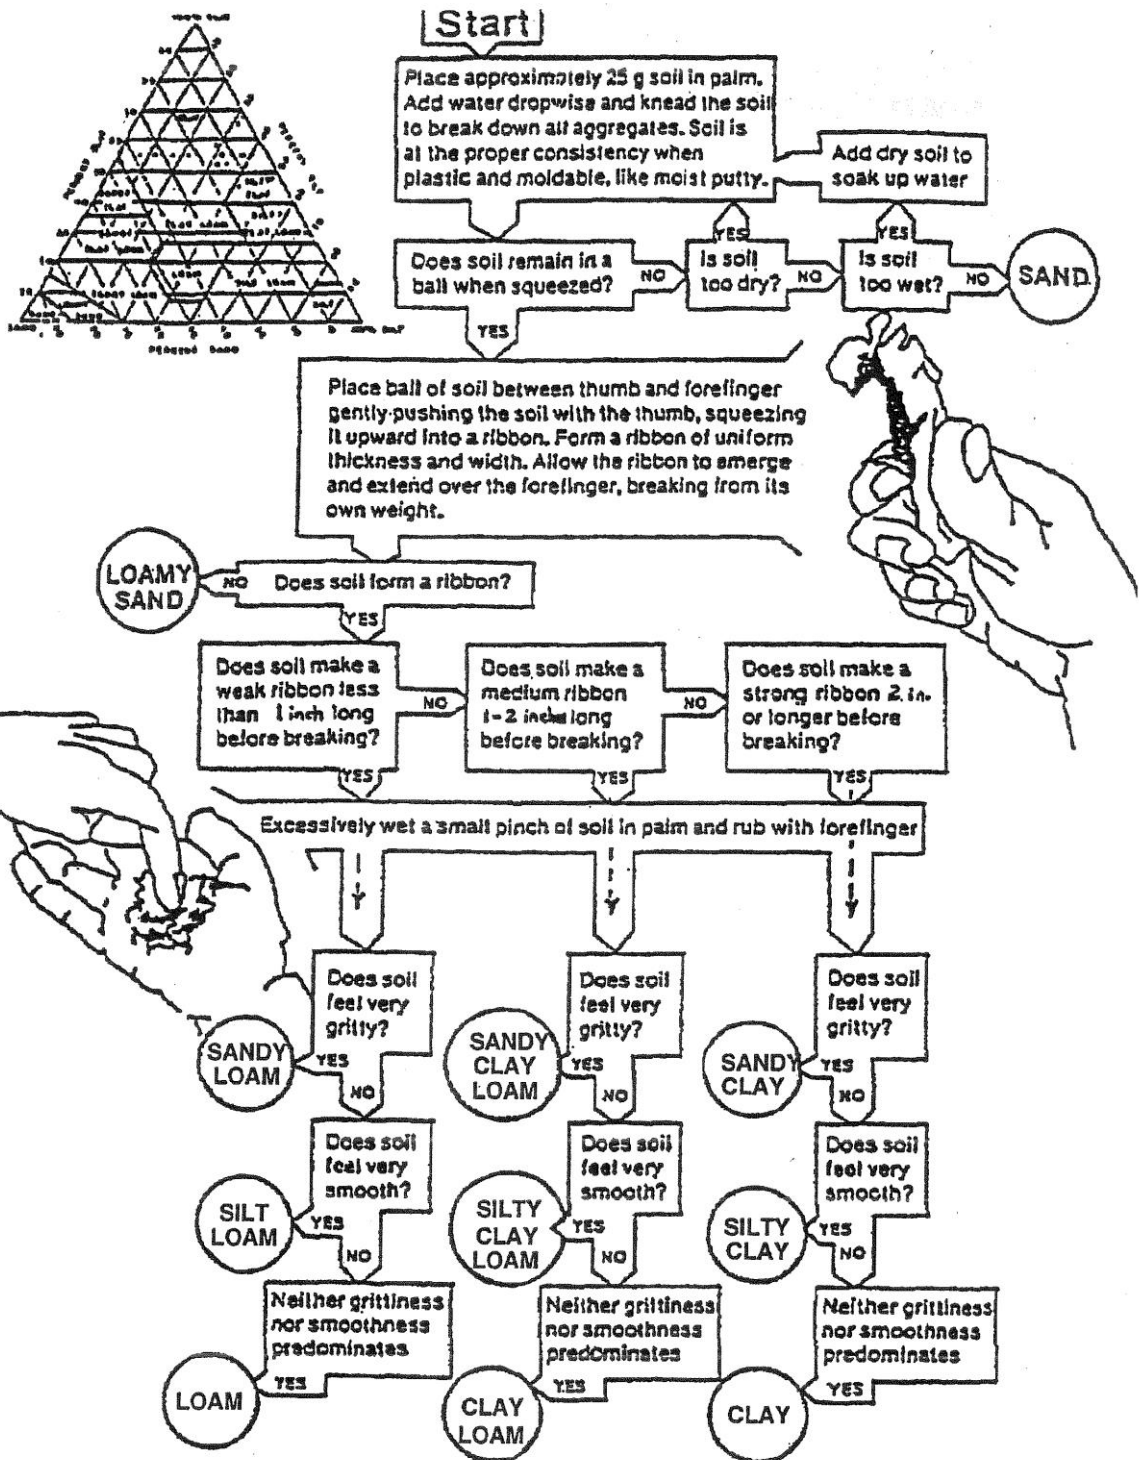 Start
Place approximately 25 g soil in palm.
Add water dropwise and knead the soil
to break down all aggregates. Soil is
at the proper consistency when
plastic and moldable, like moist putty.
Add dry soil to
soak up water
YES
YES
Does soil remain in a
ball when squeezed?
NO
Is soil
too dry?
NO
Is soil
too wet?
NO
SAND
YES
PERCENT SAND
Place ball of soil between thumb and forefinger
gently pushing the soil with the thumb, squeezing
it upward into a ribbon. Form a ribbon of uniform
thickness and width. Allow the ribbon to emerge
and extend over the forefinger, breaking from its
own weight.
LOAMY
SAND
NO
Does soil form a ribbon?
YES
Does soil make a
weak ribbon less
than 1 inch long
before breaking?
NO
Does soil make a
medium ribbon
1-2 inches long
before breaking?
NO
Does soil make a
strong ribbon 2 in.
or longer before
breaking?
YES
YES
YES
Excessively wet a small pinch of soil in palm and rub with forefinger
Does soil
feel very
gritty?
Does soil
feel very
gritty?
Does soil
feel very
gritty?
SANDY
LOAM
YES
SANDY
CLAY
LOAM
YES
SANDY
CLAY
YES
NO
NO
NO
Does soil
feel very
smooth?
Does soil
feel very
smooth?
Does soil
feel very
smooth?
SILT
LOAM
YES
SILTY
CLAY
LOAM
YES
SILTY
CLAY
YES
NO
NO
NO
Neither grittiness
nor smoothness
predominates
Neither grittiness
nor smoothness
predominates
Neither grittiness
nor smoothness
predominates
LOAM
YES
CLAY
LOAM
YES
CLAY
YES